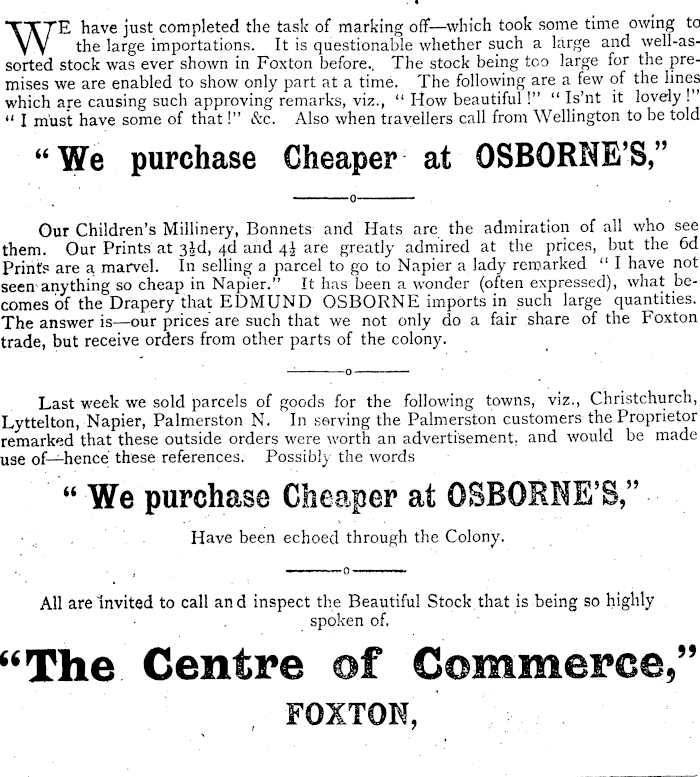 WE have just completed the task of marking off—which took some time owing to
the large importations. It is questionable whether such a large and well-as-
sorted stock was ever shown in Foxton before. The stock being too large for the pre-
mises we are enabled to show only part at a time. The following are a few of the lines
which are causing such approving remarks, viz., "How beautiful!" "Is'nt it lovely!"
"I must have some of that!" &c. Also when travellers call from Wellington to be told
"We purchase Cheaper at OSBORNE'S,"
Our Children's Millinery, Bonnets and Hats are the admiration of all who see
them. Our Prints at 3½d, 4d and 4½ are greatly admired at the prices, but the 6d
Prints are a marvel. In selling a parcel to go to Napier a lady remarked "I have not
seen anything so cheap in Napier." It has been a wonder (often expressed), what be-
comes of the Drapery that EDMUND OSBORNE imports in such large quantities.
The answer is—our prices are such that we not only do a fair share of the Foxton
trade, but receive orders from other parts of the colony.
Last week we sold parcels of goods for the following towns, viz., Christchurch,
Lyttelton, Napier, Palmerston N. In serving the Palmerston customers the Proprietor
remarked that these outside orders were worth an advertisement, and would be made
use of—hence these references. Possibly the words
"We purchase Cheaper at OSBORNE'S,"
Have been echoed through the Colony.
All are invited to call and inspect the Beautiful Stock that is being so highly
spoken of.
"The Centre of Commerce,"
FOXTON,